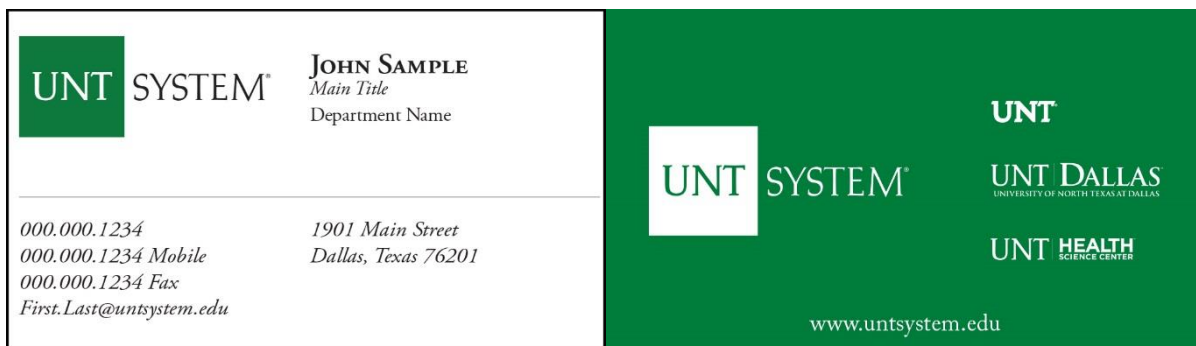 UNT SYSTEM®
JOHN SAMPLE
Main Title
Department Name
000.000.1234
000.000.1234 Mobile
000.000.1234 Fax
First.Last@untsystem.edu
1901 Main Street
Dallas, Texas 76201
UNT SYSTEM®
UNT
UNT DALLAS
UNIVERSITY OF NORTH TEXAS AT DALLAS
UNT HEALTH
SCIENCE CENTER
www.untsystem.edu